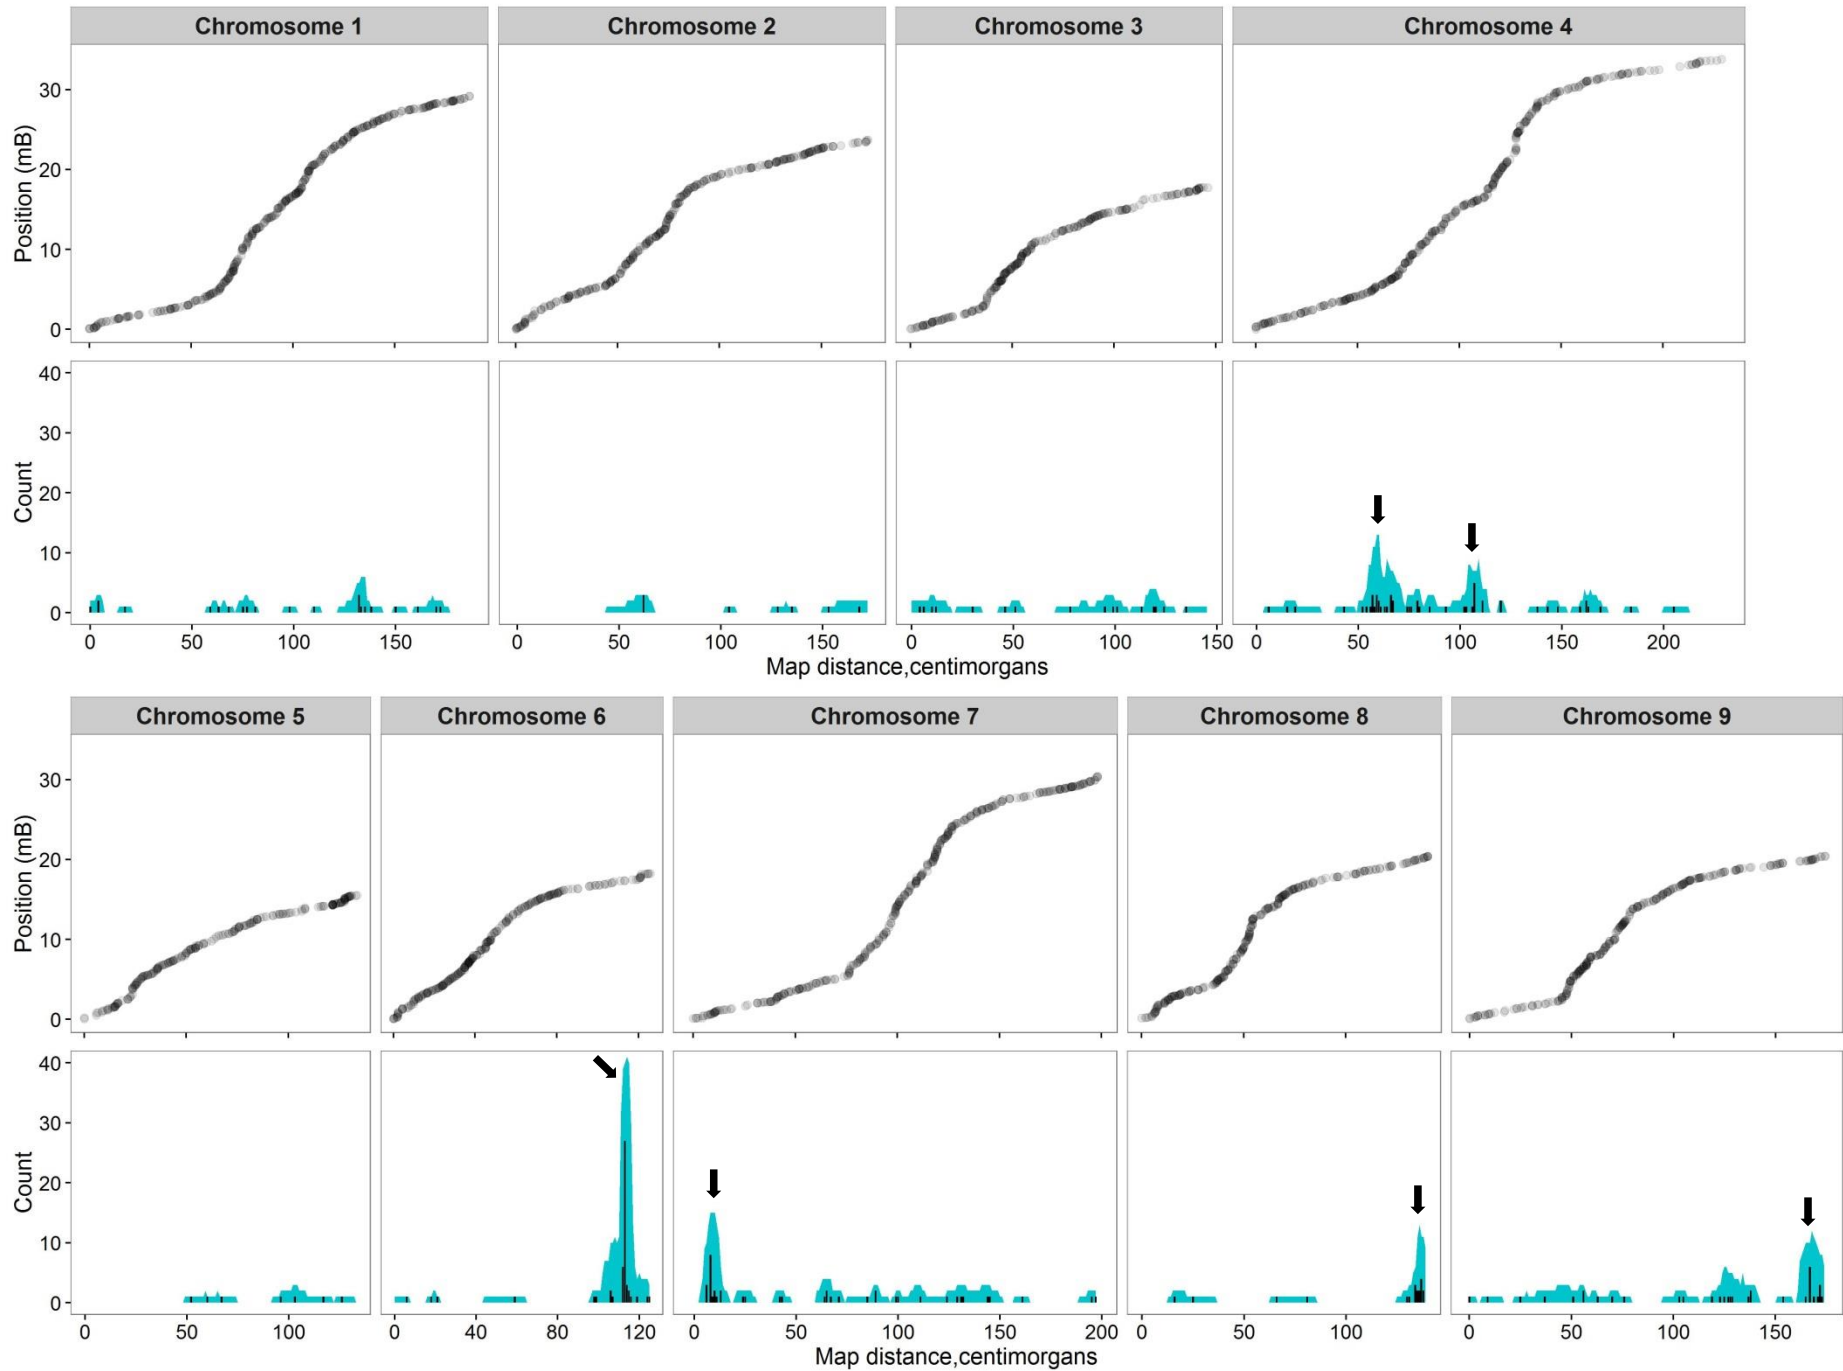 Chromosome 1 Chromosome 2 Chromosome 3 Chromosome 4
Position (mB)
30
20
10
0
Count
40
30
20
10
0
0 50 100 150 0 50 100 150 0 50 100 150 0 50 100 150 200
Map distance,centimorgans
Chromosome 5 Chromosome 6 Chromosome 7 Chromosome 8 Chromosome 9
Position (mB)
30
20
10
0
Count
40
30
20
10
0
0 50 100 0 40 80 120 0 50 100 150 200 0 50 100 0 50 100 150
Map distance,centimorgans